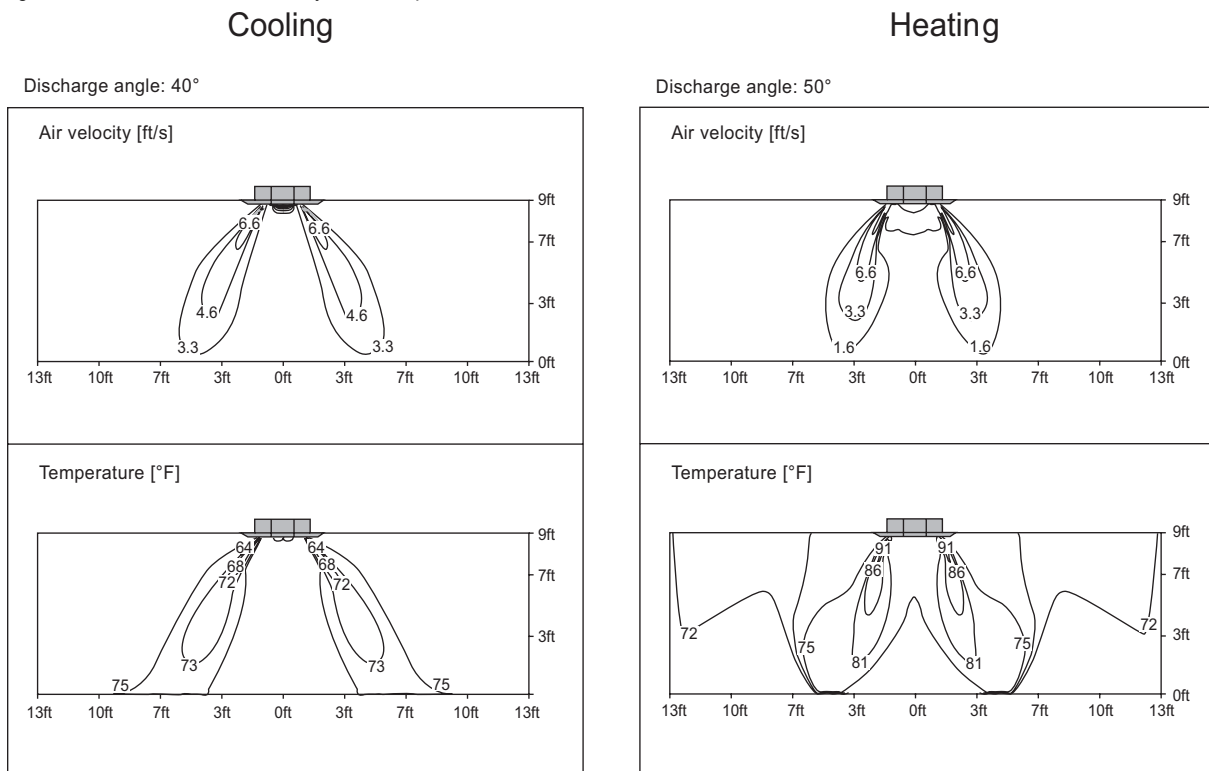 Cooling
Heating
Discharge angle: 40°
Discharge angle: 50°
Air velocity [ft/s]
9ft
7ft
3ft
0ft
6.6
6.6
4.6
4.6
3.3
3.3
13ft 10ft 7ft 3ft 0ft 3ft 7ft 10ft 13ft
Air velocity [ft/s]
9ft
7ft
3ft
0ft
6.6
6.6
3.3
3.3
1.6
1.6
13ft 10ft 7ft 3ft 0ft 3ft 7ft 10ft 13ft
Temperature [°F]
9ft
7ft
3ft
64
64
68
68
72
72
73
73
75
75
13ft 10ft 7ft 3ft 0ft 3ft 7ft 10ft 13ft
Temperature [°F]
9ft
7ft
3ft
0ft
91
91
86
86
72
72
75
75
81
81
13ft 10ft 7ft 3ft 0ft 3ft 7ft 10ft 13ft